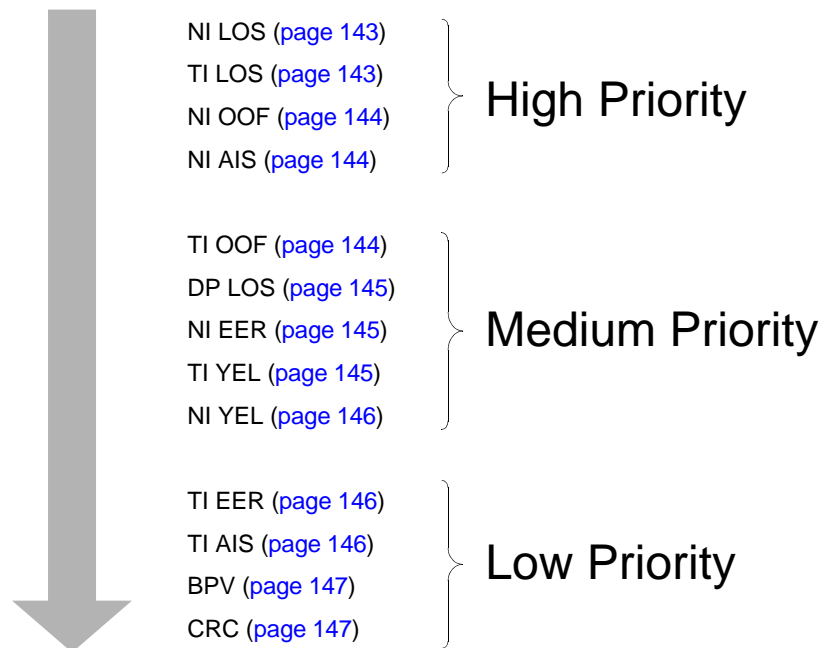 NI LOS (page 143)
TI LOS (page 143)
NI OOF (page 144)
NI AIS (page 144)
High Priority
TI OOF (page 144)
DP LOS (page 145)
NI EER (page 145)
TI YEL (page 145)
NI YEL (page 146)
Medium Priority
TI EER (page 146)
TI AIS (page 146)
BPV (page 147)
CRC (page 147)
Low Priority